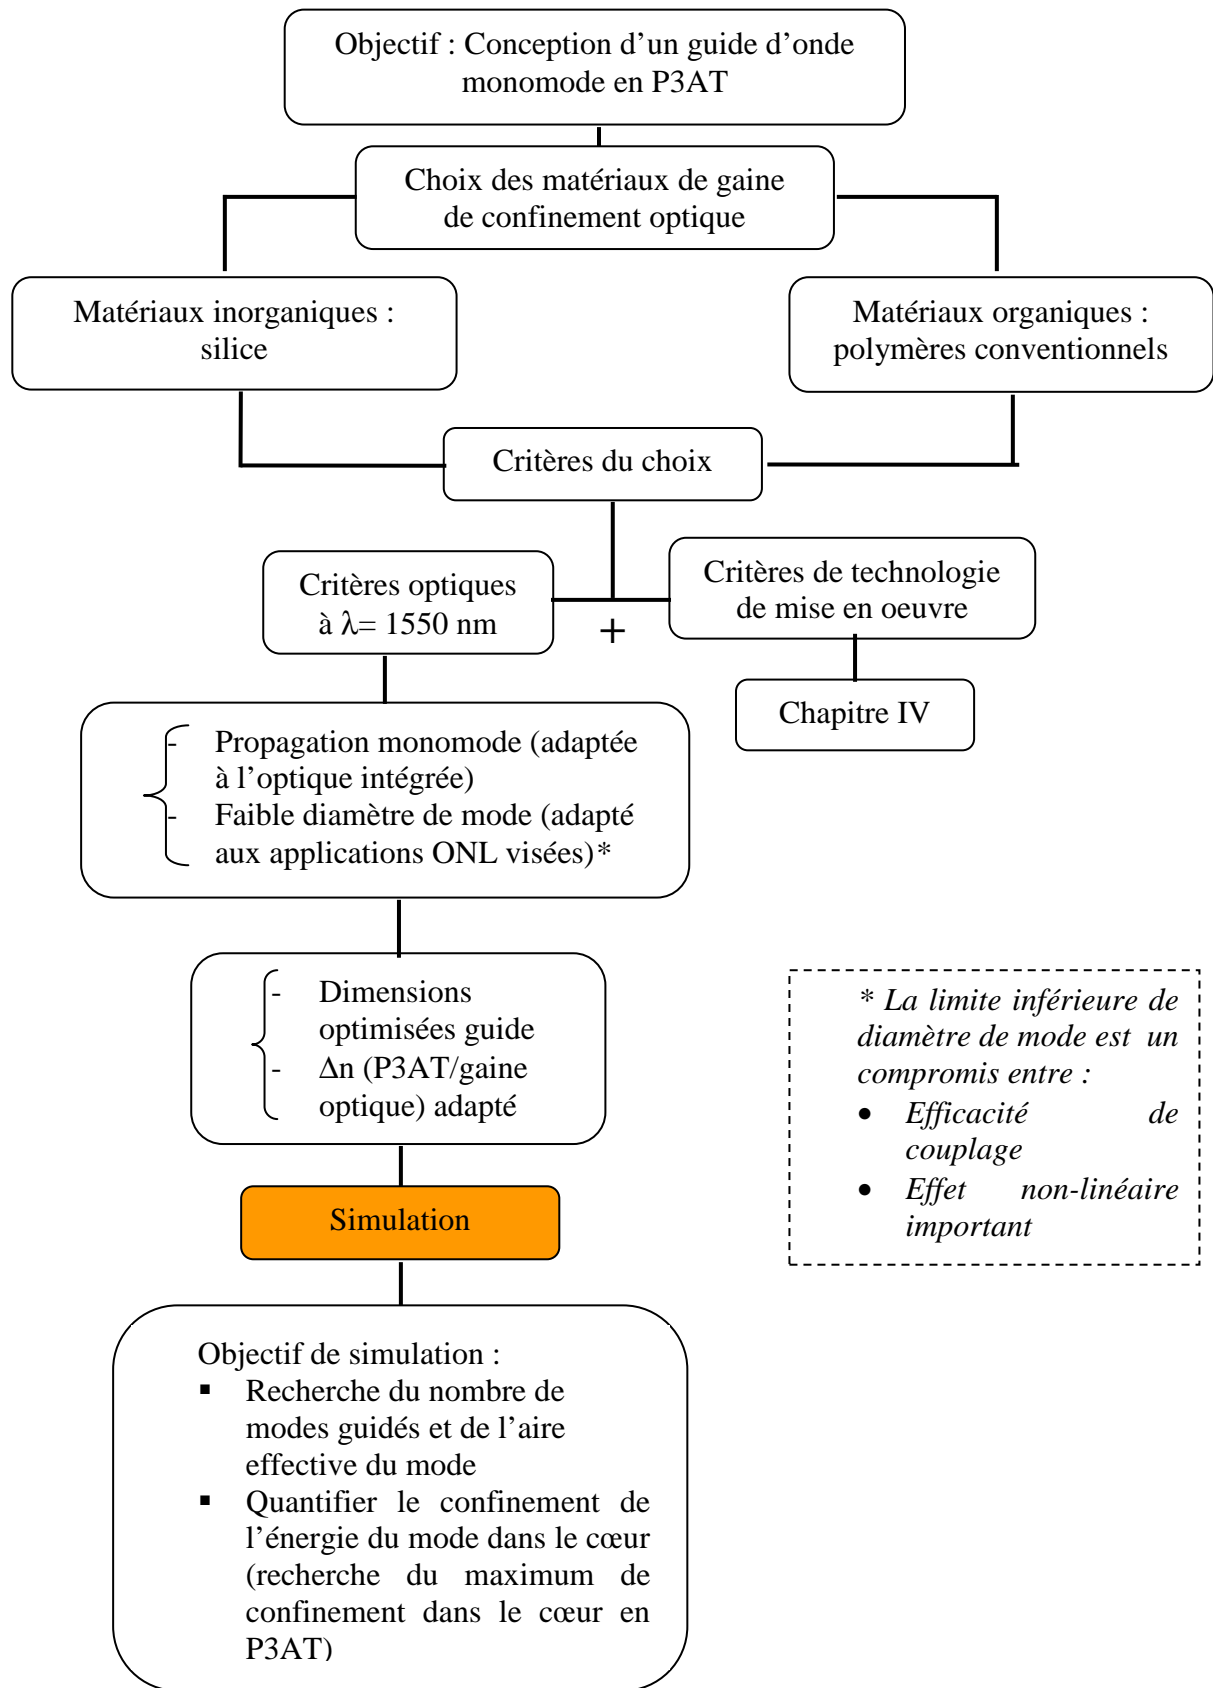 Objectif : Conception d’un guide d’onde
monomode en P3AT
Choix des matériaux de gaine
de confinement optique
Matériaux inorganiques :
silice
Matériaux organiques :
polymères conventionnels
Critères du choix
Critères optiques
à λ= 1550 nm
+
Critères de technologie
de mise en oeuvre
Chapitre IV
- Propagation monomode (adaptée
à l’optique intégrée)
- Faible diamètre de mode (adapté
aux applications ONL visées)*
- Dimensions
optimisées guide
- Δn (P3AT/gaine
optique) adapté
* La limite inférieure de
diamètre de mode est un
compromis entre :
• Efficacité de
couplage
• Effet non-linéaire
important
Simulation
Objectif de simulation :
▪ Recherche du nombre de
modes guidés et de l’aire
effective du mode
▪ Quantifier le confinement de
l’énergie du mode dans le cœur
(recherche du maximum de
confinement dans le cœur en
P3AT)